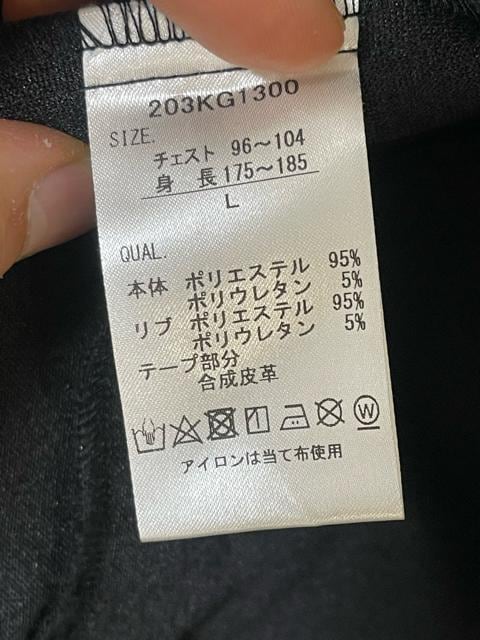 203KG1300
SIZE.
チェスト 96～104
身 長 175～185
L
QUAL.
本体 ポリエステル 95%
ポリウレタン 5%
リブ ポリエステル 95%
ポリウレタン 5%
テープ部分
合成皮革
W
アイロンは当て布使用